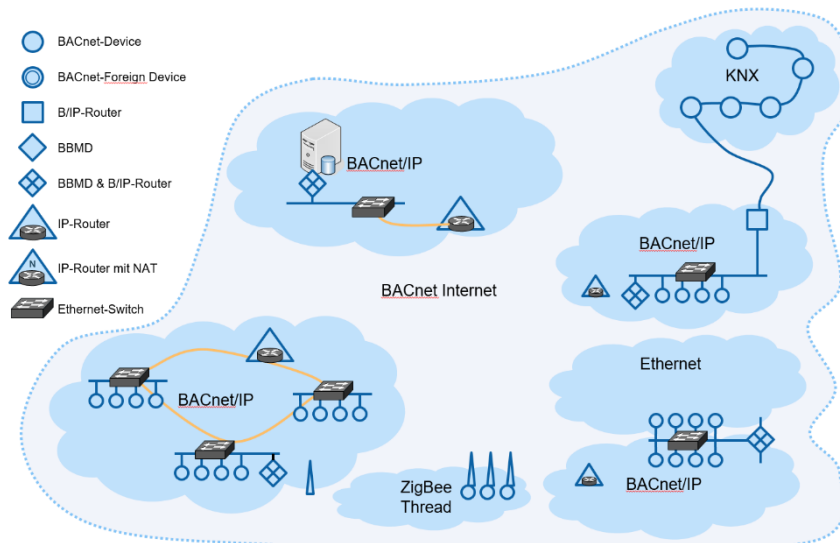 BACnet-Device
BACnet-Foreign Device
B/IP-Router
BBMD
BBMD & B/IP-Router
IP-Router
N
IP-Router mit NAT
Ethernet-Switch
KNX
BACnet/IP
BACnet/IP
BACnet Internet
Ethernet
BACnet/IP
ZigBee
Thread
BACnet/IP